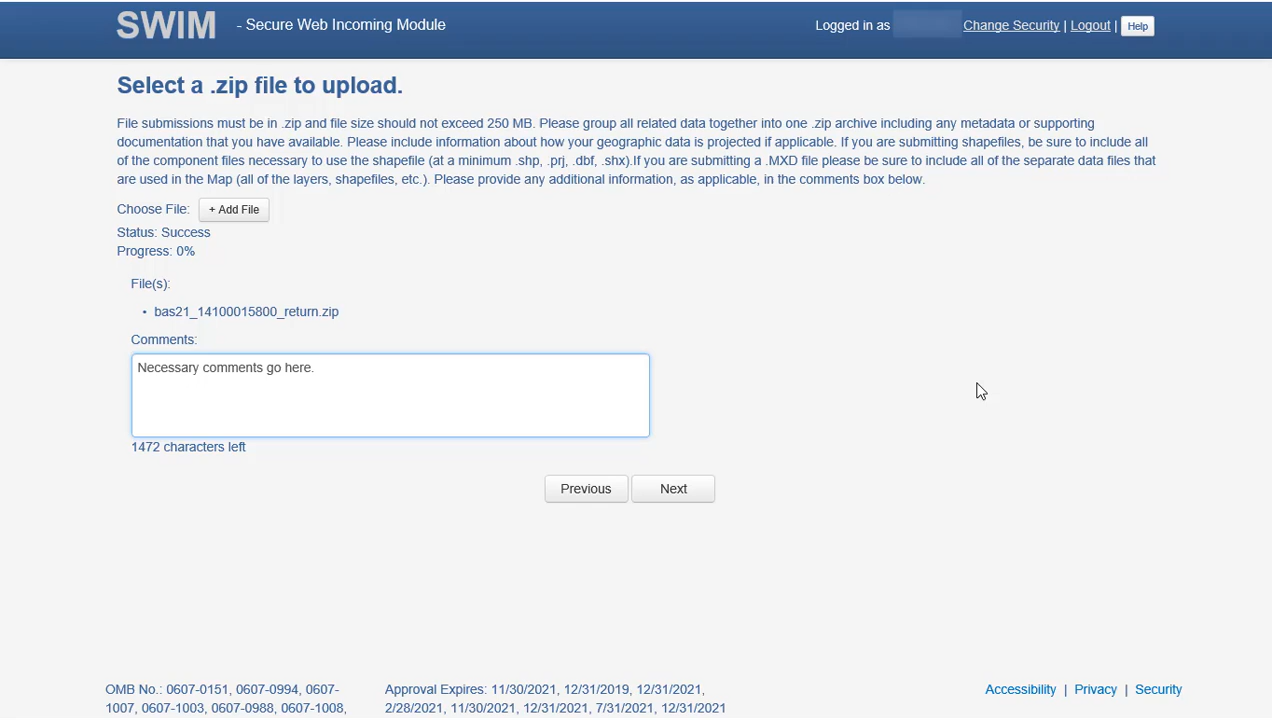 SWIM - Secure Web Incoming Module
Logged in as Change Security | Logout | Help
Select a .zip file to upload.
File submissions must be in .zip and file size should not exceed 250 MB. Please group all related data together into one .zip archive including any metadata or supporting
documentation that you have available. Please include information about how your geographic data is projected if applicable. If you are submitting shapefiles, be sure to include all
of the component files necessary to use the shapefile (at a minimum .shp, .prj, .dbf, .shx).If you are submitting a .MXD file please be sure to include all of the separate data files that
are used in the Map (all of the layers, shapefiles, etc.). Please provide any additional information, as applicable, in the comments box below.
Choose File: + Add File
Status: Success
Progress: 0%
File(s):
• bas21_14100015800_return.zip
Comments:
Necessary comments go here.
1472 characters left
Previous Next
OMB No.: 0607-0151, 0607-0994, 0607-
1007, 0607-1003, 0607-0988, 0607-1008,
Approval Expires: 11/30/2021, 12/31/2019, 12/31/2021,
2/28/2021, 11/30/2021, 12/31/2021, 7/31/2021, 12/31/2021
Accessibility | Privacy | Security